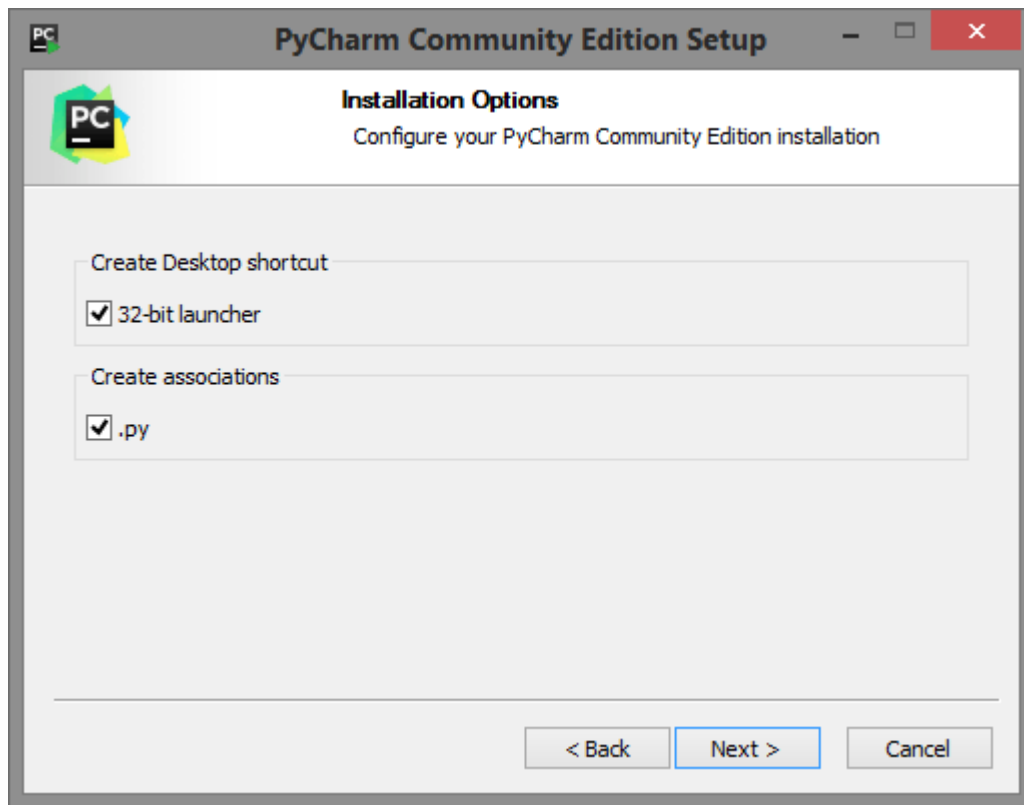 PC
PyCharm Community Edition Setup
PC
Installation Options
Configure your PyCharm Community Edition installation
Create Desktop shortcut
32-bit launcher
Create associations
.py
< Back
Next >
Cancel